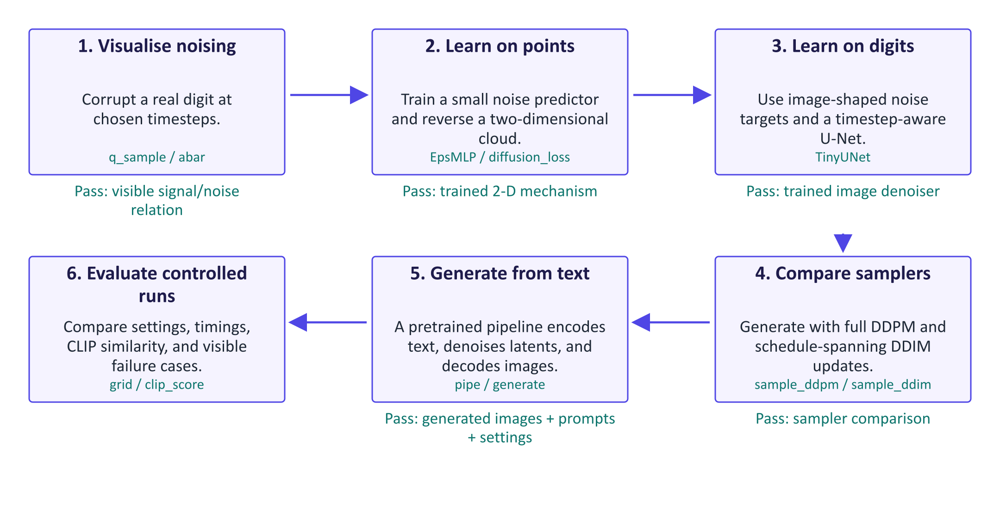 1. Visualise noising
Corrupt a real digit at
chosen timesteps.
q_sample / abar
Pass: visible signal/noise
relation
2. Learn on points
Train a small noise predictor
and reverse a two-dimensional
cloud.
EpsMLP / diffusion_loss
Pass: trained 2-D mechanism
3. Learn on digits
Use image-shaped noise
targets and a timestep-aware
U-Net.
TinyUNet
Pass: trained image denoiser
4. Compare samplers
Generate with full DDPM and
schedule-spanning DDIM
updates.
sample_ddpm / sample_ddim
Pass: sampler comparison
5. Generate from text
A pretrained pipeline encodes
text, denoises latents, and
decodes images.
pipe / generate
Pass: generated images + prompts
+ settings
6. Evaluate controlled
runs
Compare settings, timings,
CLIP similarity, and visible
failure cases.
grid / clip_score